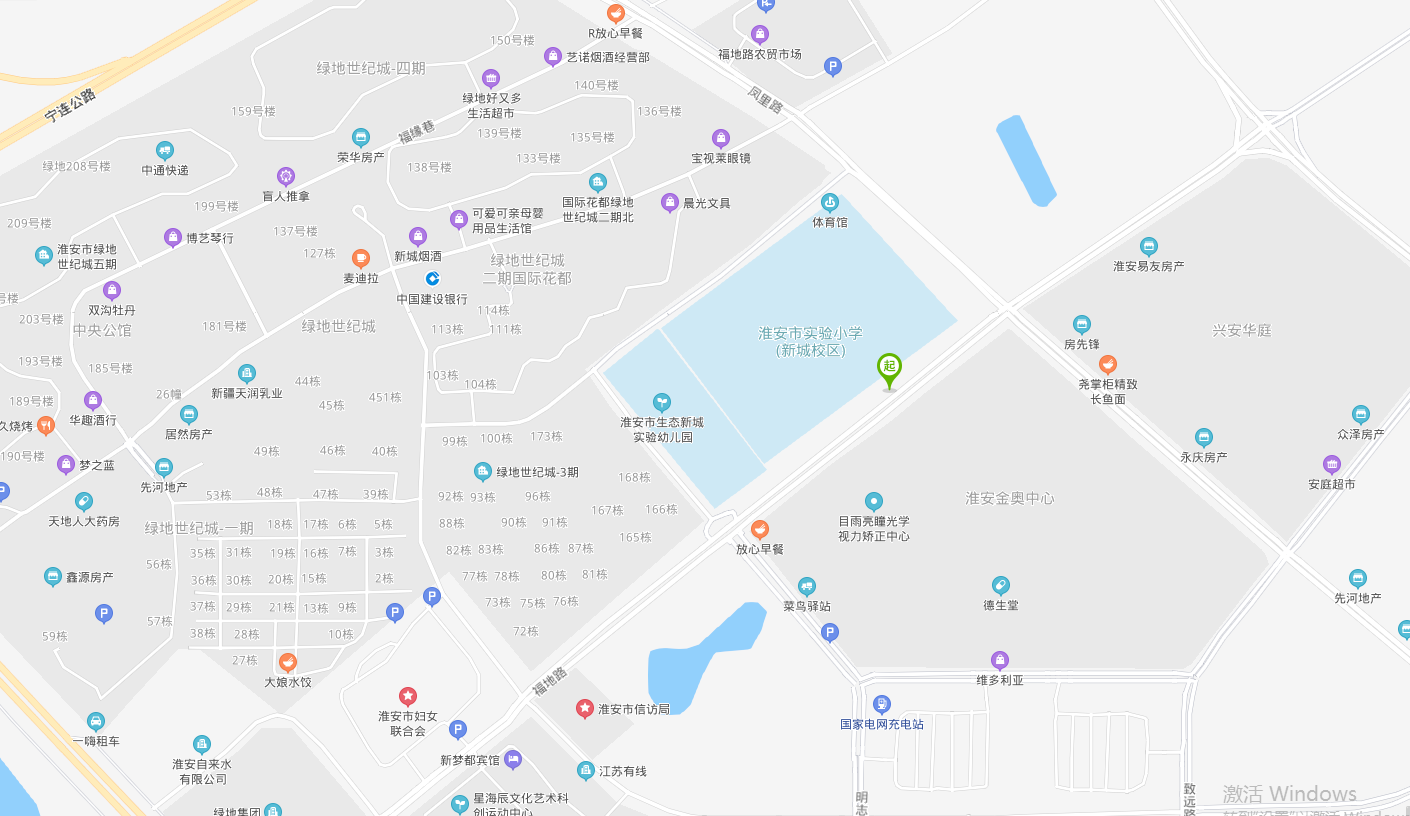 R放心早餐
150号楼
艺诺烟酒经营部
福地路农贸市场
P
绿地世纪城-四期
绿地好又多
生活超市
140号楼
宁连公路
159号楼
凤里路
136号楼
福缘巷
139号楼
135号楼
荣华房产
宝视莱眼镜
133号楼
138号楼
绿地208号楼
中通快递
盲人推拿
国际花都绿地
世纪城二期北
晨光文具
体育馆
199号楼
可爱可亲母婴
用品生活馆
209号楼
137号楼
博艺琴行
淮安市绿地
世纪城五期
127栋
新城烟酒
绿地世纪城
二期国际花都
麦迪拉
中国建设银行
淮安易友房产
双沟牡丹
114栋
203号楼
中央公馆
181号楼
绿地世纪城
113栋
111栋
淮安市实验小学
(新城校区)
兴安华庭
房先锋
193号楼
185号楼
起
103栋
104栋
44栋
尧掌柜精致
长鱼面
新疆天润乳业
26幢
451栋
45栋
189号楼
华趣酒行
久烧烤
居然房产
淮安市生态新城
实验幼儿园
众泽房产
99栋
100栋
173栋
49栋
46栋
40栋
190号楼
梦之蓝
永庆房产
先河地产
绿地世纪城-3期
168栋
安庭超市
P
53栋
48栋
47栋
39栋
92栋
93栋
96栋
淮安金奥中心
天地人大药房
167栋
166栋
绿地世纪城-一期
18栋
17栋
6栋
5栋
88栋
90栋
91栋
目雨亮瞳光学
视力矫正中心
165栋
35栋
31栋
19栋
16栋
7栋
3栋
82栋
83栋
86栋
87栋
放心早餐
56栋
36栋
30栋
20栋
15栋
2栋
77栋
78栋
80栋
81栋
鑫源房产
先河地产
37栋
29栋
21栋
13栋
9栋
73栋
75栋
76栋
菜鸟驿站
德生堂
P
P
P
57栋
59栋
38栋
28栋
10栋
72栋
P
27栋
大娘水饺
福地路
维多利亚
淮安市妇女
联合会
淮安市信访局
国家电网充电站
一嗨租车
P
新梦都宾馆
淮安自来水
有限公司
江苏有线
星海辰文化艺术科
创运动中心
绿地集团
明志
致远路
激活 Windows